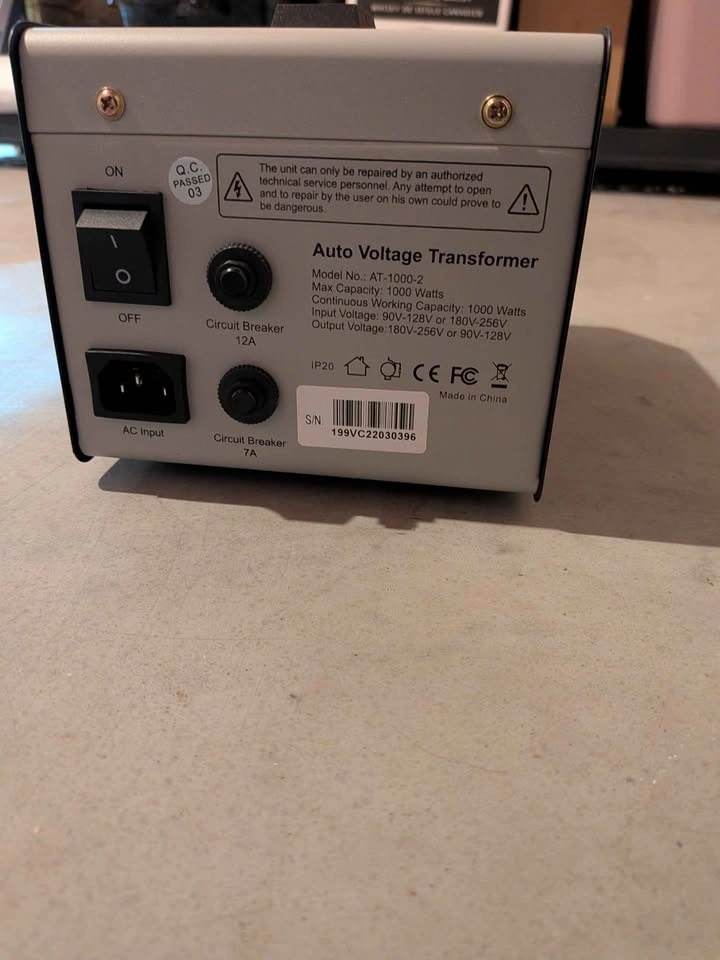 ON
Q.C.
PASSED
03
The unit can only be repaired by an authorized
technical service personnel. Any attempt to open
and to repair by the user on his own could prove to
be dangerous.
I
O
OFF
Circuit Breaker
12A
Auto Voltage Transformer
Model No.: AT-1000-2
Max Capacity: 1000 Watts
Continuous Working Capacity: 1000 Watts
Input Voltage: 90V-128V or 180V-256V
Output Voltage:180V-256V or 90V-128V
IP20 CE FC
Made in China
AC Input
Circuit Breaker
7A
S/N
199VC22030396